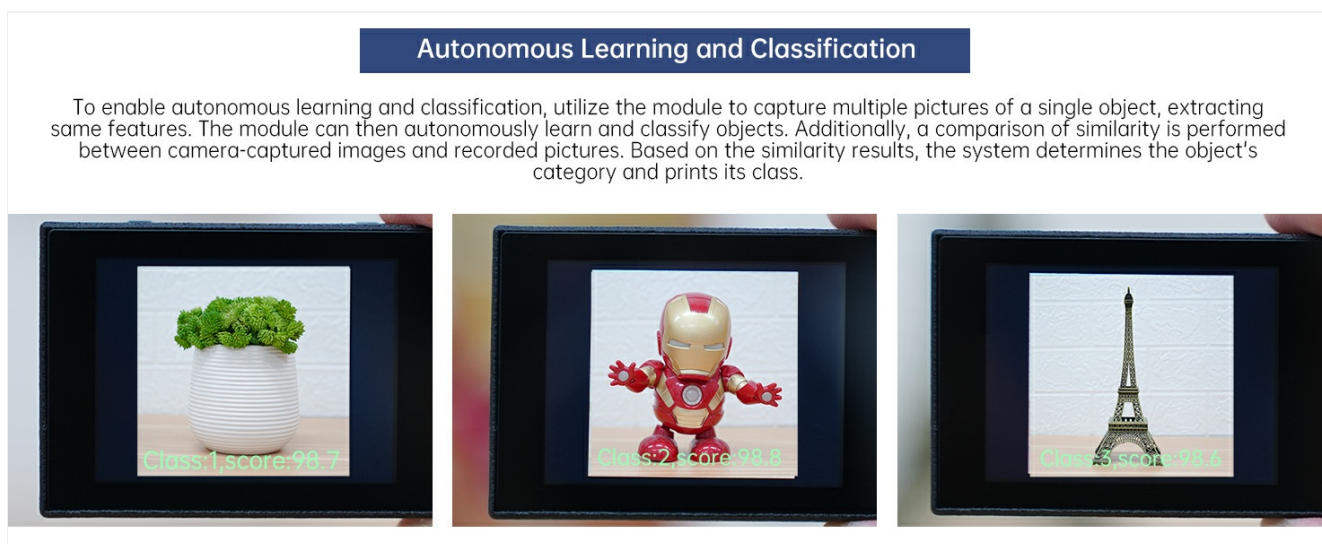 Autonomous Learning and Classification
To enable autonomous learning and classification, utilize the module to capture multiple pictures of a single object, extracting
same features. The module can then autonomously learn and classify objects. Additionally, a comparison of similarity is performed
between camera-captured images and recorded pictures. Based on the similarity results, the system determines the object's
category and prints its class.
Class:1,score:98.7
Class:2,score:98.8
Class:3,score:98.6